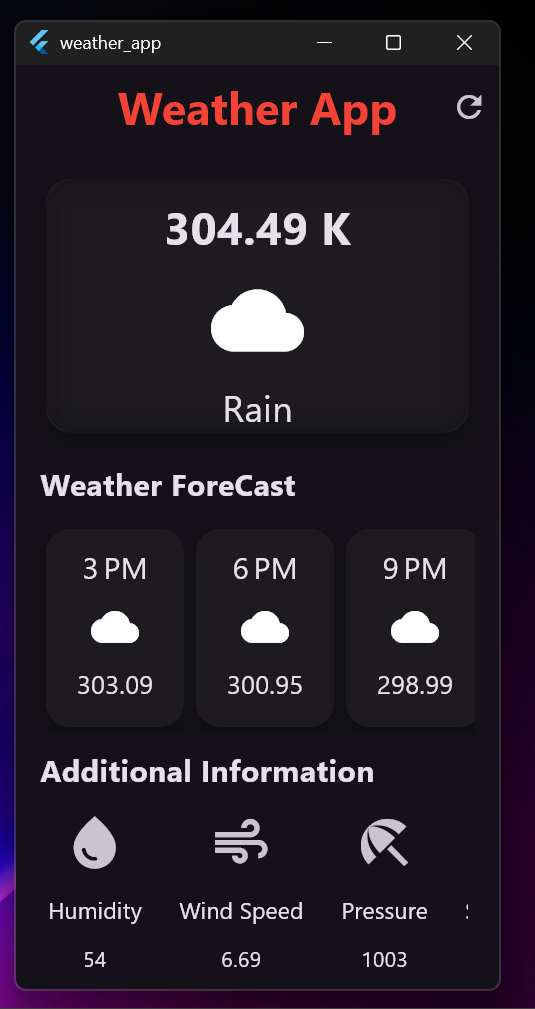 weather_app
Weather App
304.49 K
Rain
Weather ForeCast
3 PM 6 PM 9 PM
303.09 300.95 298.99
Additional Information
Humidity Wind Speed Pressure
54 6.69 1003